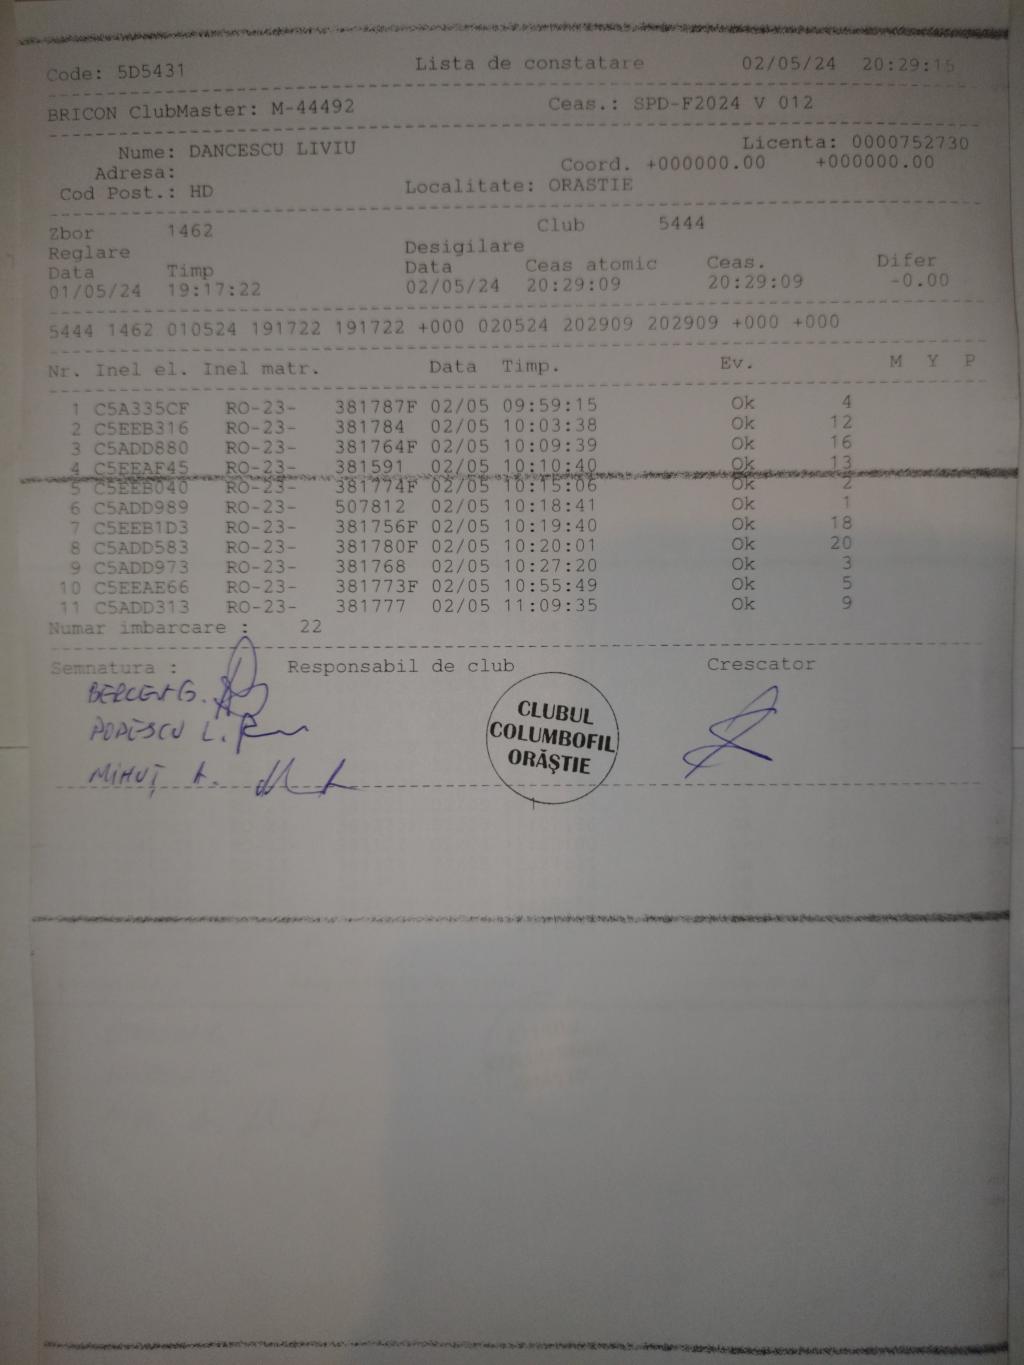 Code: 5D5431 Lista de constatare 02/05/24 20:29:15
BRICON ClubMaster: M-44492 Ceas.: SPD-F2024 V 012
Nume: DANCESCU LIVIU Licenta: 0000752730
Adresa: Coord. +000000.00 +000000.00
Cod Post.: HD Localitate: ORASTIE
Zbor 1462 Club 5444
Reglare Desigilare
Data Timp Data Ceas atomic Ceas. Difer
01/05/24 19:17:22 02/05/24 20:29:09 20:29:09 -0.00
5444 1462 010524 191722 191722 +000 020524 202909 202909 +000 +000
Nr. Inel el. Inel matr. Data Timp. Ev. M Y P
1 C5A335CF RO-23- 381787F 02/05 09:59:15 Ok 4
2 C5EEB316 RO-23- 381784 02/05 10:03:38 Ok 12
3 C5ADD880 RO-23- 381764F 02/05 10:09:39 Ok 16
4 C5EEAF45 RO-23- 381591 02/05 10:10:40 Ok 13
5 C5EEB040 RO-23- 381774F 02/05 10:15:06 Ok 2
6 C5ADD989 RO-23- 507812 02/05 10:18:41 Ok 1
7 C5EEB1D3 RO-23- 381756F 02/05 10:19:40 Ok 18
8 C5ADD583 RO-23- 381780F 02/05 10:20:01 Ok 20
9 C5ADD973 RO-23- 381768 02/05 10:27:20 Ok 3
10 C5EEAE66 RO-23- 381773F 02/05 10:55:49 Ok 5
11 C5ADD313 RO-23- 381777 02/05 11:09:35 Ok 9
Numar imbarcare : 22
Semnatura : Responsabil de club Crescator
POPESCU L.
MIHUȚ A.
CLUBUL
COLUMBOFIL
ORĂŞTIE